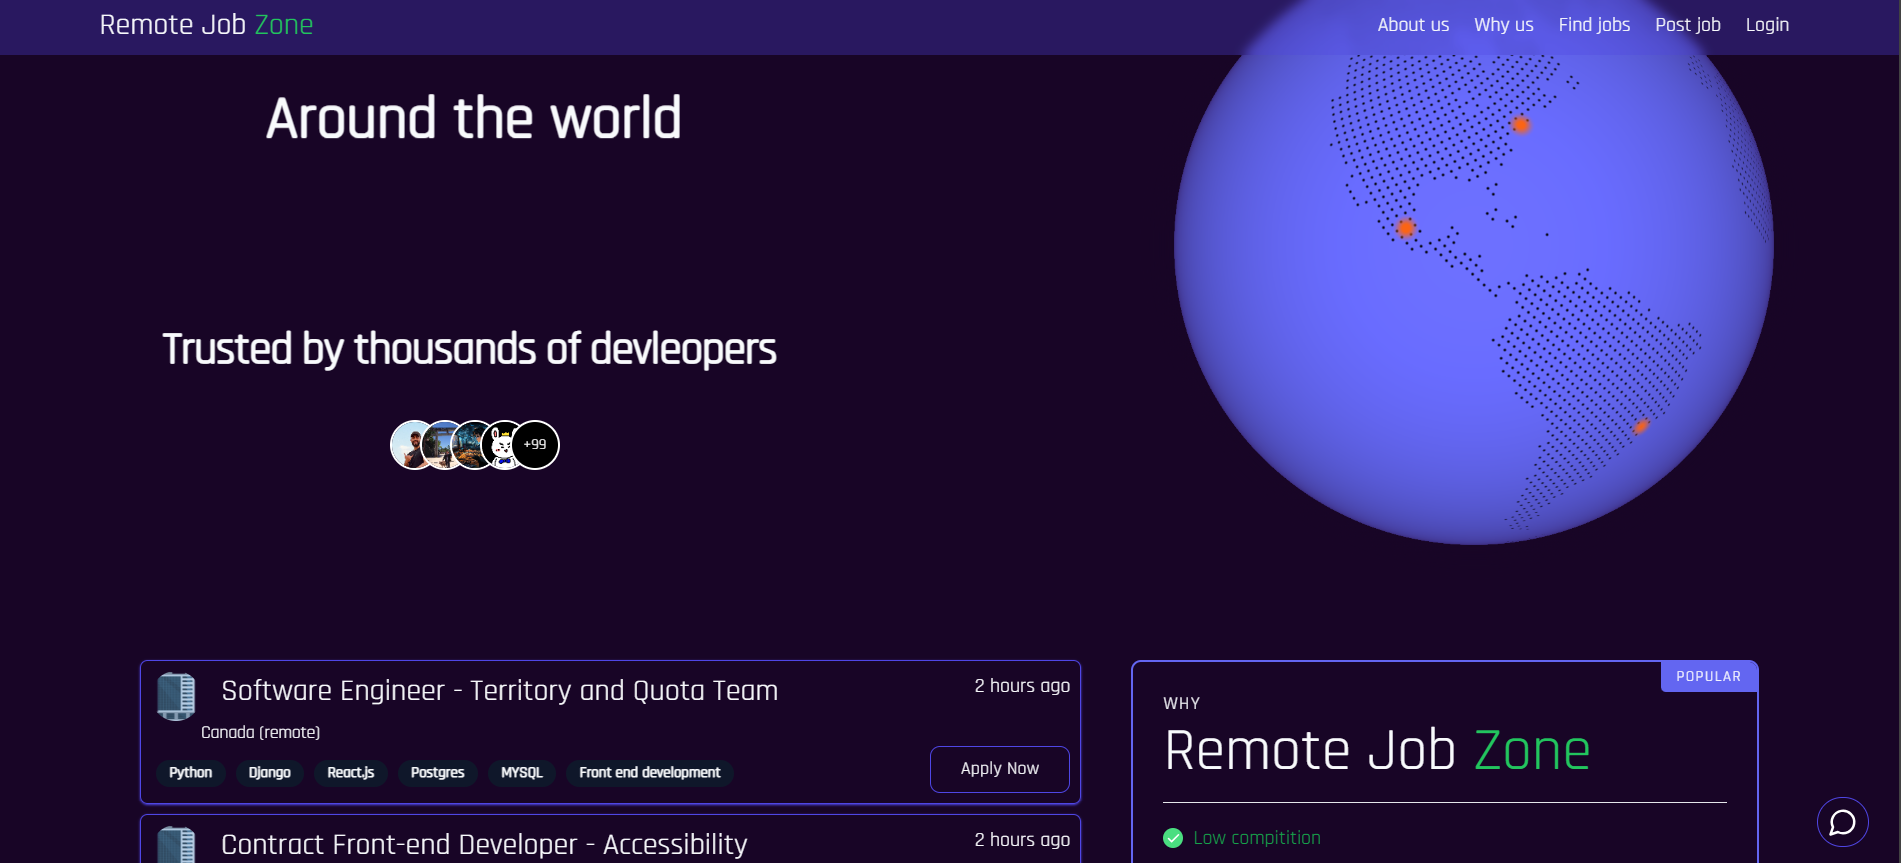 Remote Job Zone
About us
Why us
Find jobs
Post job
Login
Around the world
Trusted by thousands of devleopers
+99
Software Engineer - Territory and Quota Team
2 hours ago
Canada (remote)
Python
Django
React.js
Postgres
MYSQL
Front end development
Apply Now
Contract Front-end Developer - Accessibility
2 hours ago
POPULAR
WHY
Remote Job Zone
Low compitition